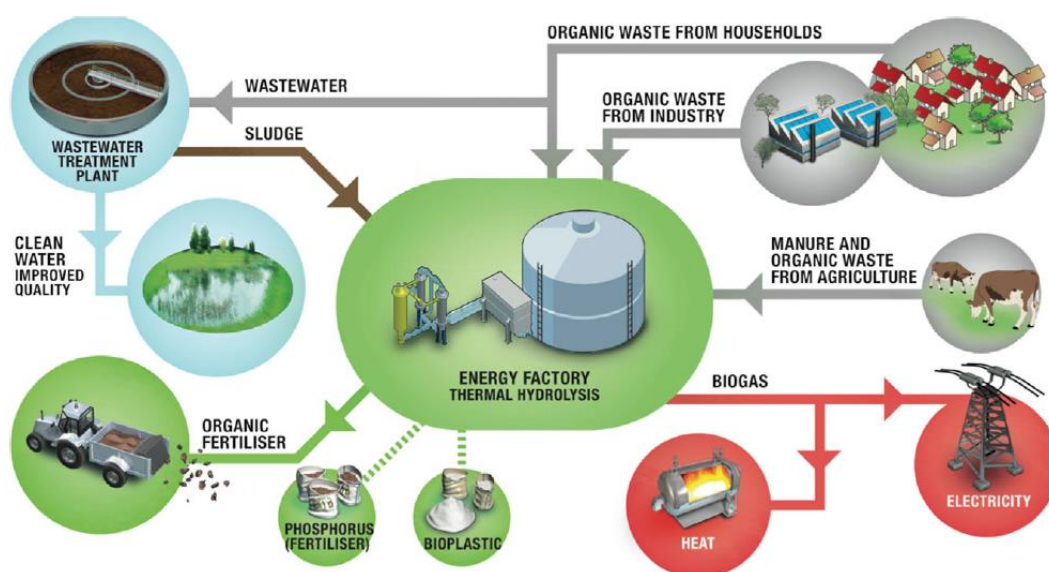 ORGANIC WASTE FROM HOUSEHOLDS
WASTEWATER
ORGANIC WASTE
FROM INDUSTRY
SLUDGE
WASTEWATER
TREATMENT
PLANT
CLEAN
WATER
IMPROVED
QUALITY
MANURE AND
ORGANIC WASTE
FROM AGRICULTURE
ENERGY FACTORY
THERMAL HYDROLYSIS
BIOGAS
ORGANIC
FERTILISER
PHOSPHORUS
(FERTILISER)
BIOPLASTIC
HEAT
ELECTRICITY